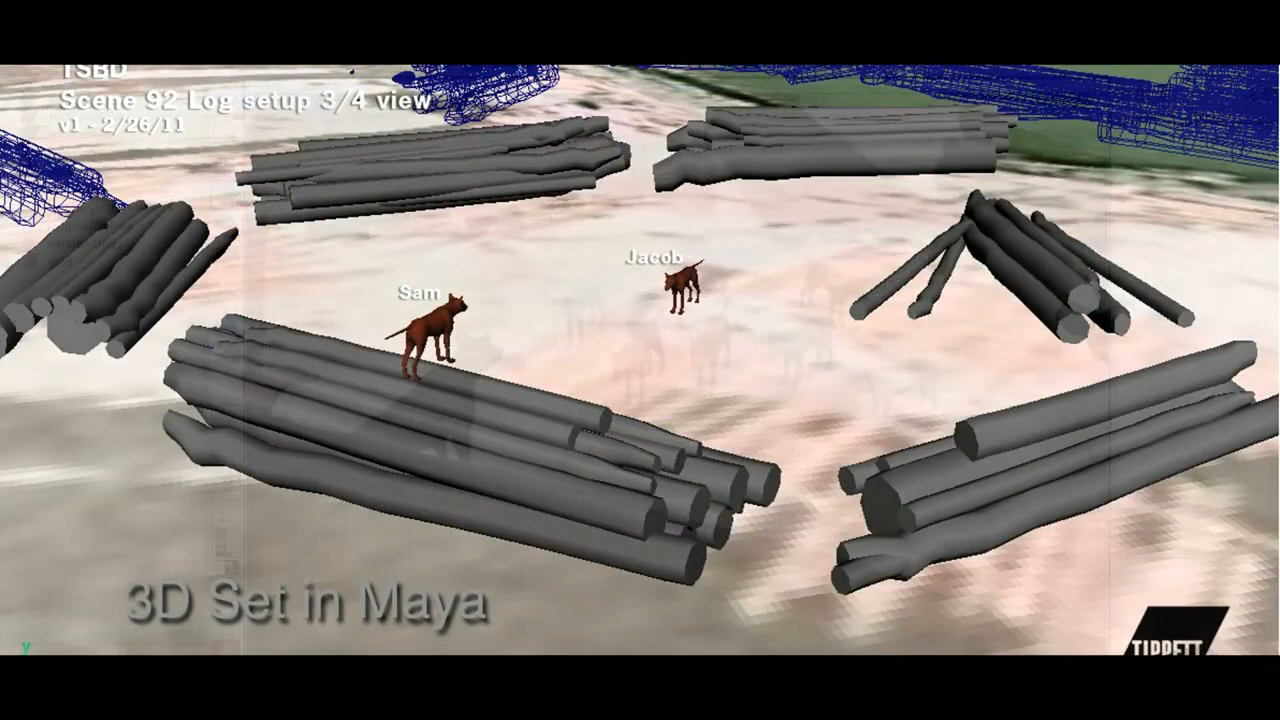 TSBD
Scene 92 Log setup 3/4 view
v1 - 2/26/11
Jacob
Sam
3D Set in Maya
TIPPETT
y